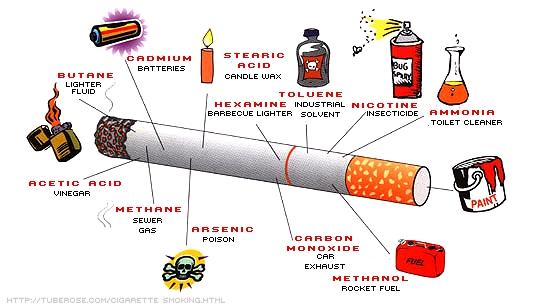 CADMIUM
BATTERIES
STEARIC
ACID
CANDLE WAX
BUTANE
LIGHTER
FLUID
HEXAMINE
BARBECUE LIGHTER
TOLUENE
INDUSTRIAL
SOLVENT
BUG
SPRAY
NICOTINE
INSECTICIDE
AMMONIA
TOILET CLEANER
ACETIC ACID
VINEGAR
METHANE
SEWER
GAS
ARSENIC
POISON
CARBON
MONOXIDE
CAR
EXHAUST
METHANOL
ROCKET FUEL
FUEL
PAINT
HTTP://TUBEROSE.COM/CIGARETTE SMOKING.HTML